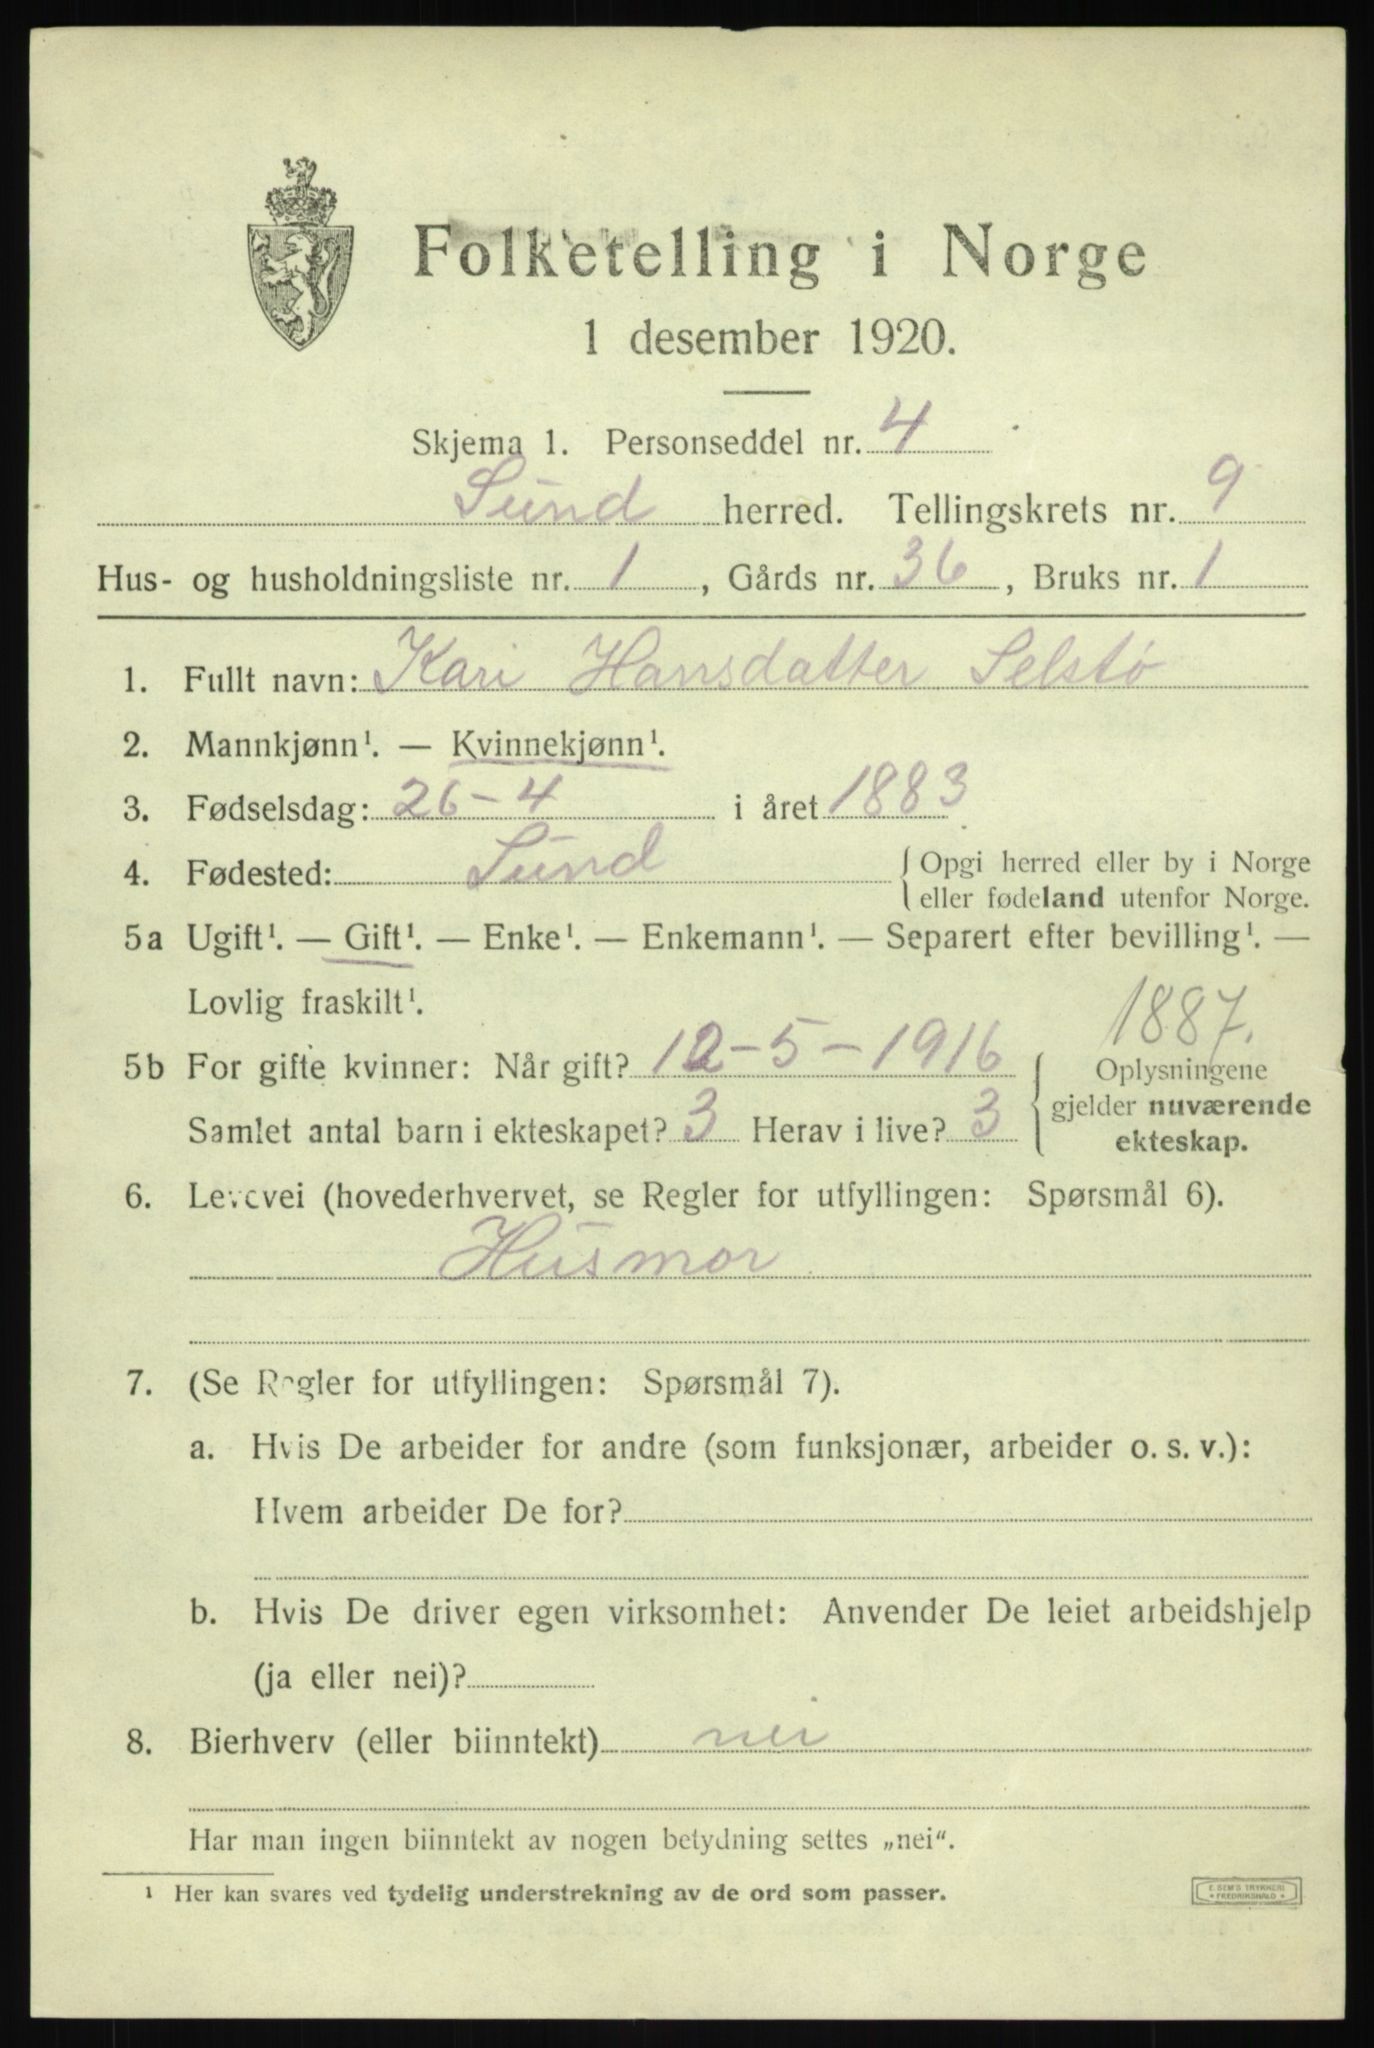 Folketelling i Norge
1 desember 1920.
Skjema 1. Personseddel nr. 4
Sund herred. Tellingskrets nr. 9
Hus- og husholdningsliste nr. 1, Gårds nr. 36, Bruks nr. 1
1. Fullt navn: Kari Hansdatter Selstø
2. Mannkjønn¹. — Kvinnekjønn¹.
3. Fødselsdag: 26-4 i året 1883
4. Fødested: Sund { Opgi herred eller by i Norge
eller fødeland utenfor Norge.
5a Ugift¹. — Gift¹. — Enke¹. — Enkemann¹. — Separert efter bevilling¹. —
Lovlig fraskilt¹.
1887.
5b For gifte kvinner: Når gift? 12-5-1916 { Oplysningene
gjelder nuværende
Samlet antal barn i ekteskapet? 3 Herav i live? 3
ekteskap.
6. Levevei (hovederhvervet, se Regler for utfyllingen: Spørsmål 6).
Husmor
7. (Se Regler for utfyllingen: Spørsmål 7).
a. Hvis De arbeider for andre (som funksjonær, arbeider o. s. v.):
Hvem arbeider De for?
b. Hvis De driver egen virksomhet: Anvender De leiet arbeidshjelp
(ja eller nei)?
8. Bierhverv (eller biinntekt) nei
Har man ingen biinntekt av nogen betydning settes „nei“.
¹ Her kan svares ved tydelig understrekning av de ord som passer.
E. SEM'S TRYKKERI
* FREDRIKSHALD *